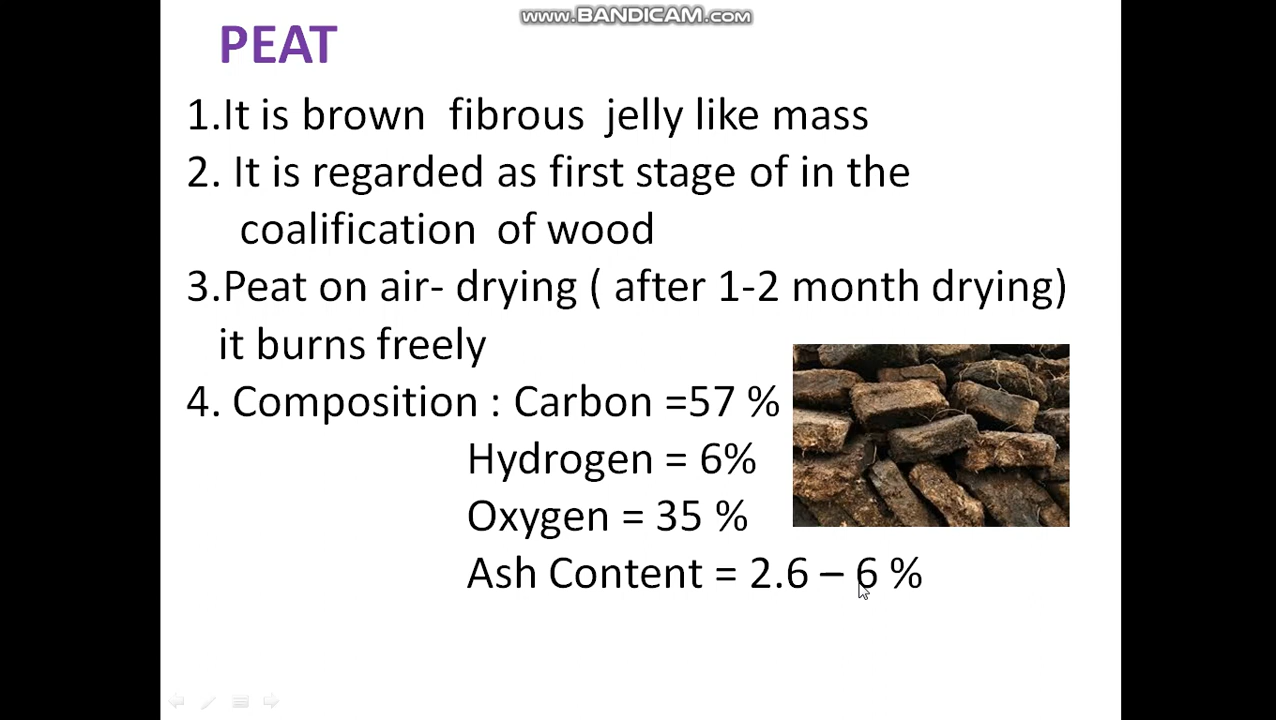 www.BANDICAM.com
PEAT
1.It is brown fibrous jelly like mass
2. It is regarded as first stage of in the
coalification of wood
3.Peat on air- drying ( after 1-2 month drying)
it burns freely
4. Composition : Carbon =57 %
Hydrogen = 6%
Oxygen = 35 %
Ash Content = 2.6 – 6 %